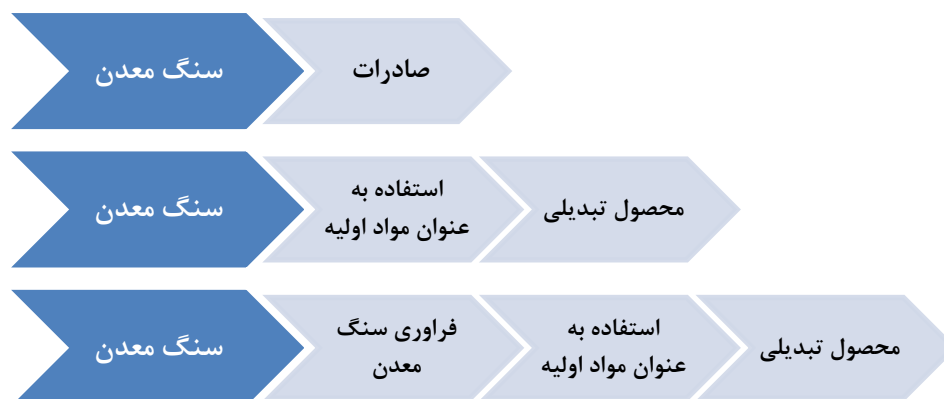 سنگ معدن
صادرات
سنگ معدن
استفاده به
عنوان مواد اولیه
محصول تبدیلی
سنگ معدن
فراوری سنگ
معدن
استفاده به
عنوان مواد اولیه
محصول تبدیلی